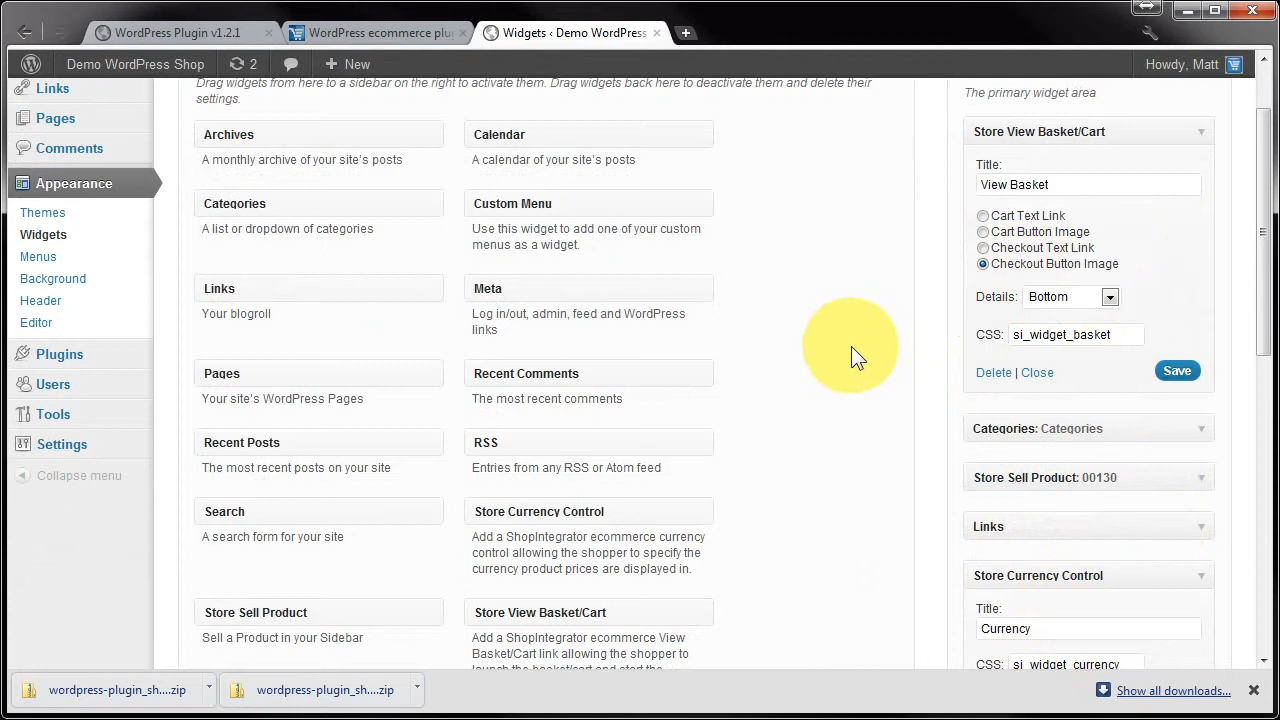 WordPress Plugin v1.2.1
WordPress ecommerce plug
Widgets ‹ Demo WordPress
Demo WordPress Shop
2
New
Howdy, Matt
Links
Pages
Comments
Appearance
Themes
Widgets
Menus
Background
Header
Editor
Plugins
Users
Tools
Settings
Collapse menu
Drag widgets from here to a sidebar on the right to activate them. Drag widgets back here to deactivate them and delete their
settings.
Archives
A monthly archive of your site's posts
Calendar
A calendar of your site's posts
Categories
A list or dropdown of categories
Custom Menu
Use this widget to add one of your custom
menus as a widget.
Links
Your blogroll
Meta
Log in/out, admin, feed and WordPress
links
Pages
Your site's WordPress Pages
Recent Comments
The most recent comments
Recent Posts
The most recent posts on your site
RSS
Entries from any RSS or Atom feed
Search
A search form for your site
Store Currency Control
Add a ShopIntegrator ecommerce currency
control allowing the shopper to specify the
currency product prices are displayed in.
Store Sell Product
Sell a Product in your Sidebar
Store View Basket/Cart
Add a ShopIntegrator ecommerce View
Basket/Cart link allowing the shopper to
launch the basket/cart and start the
The primary widget area
Store View Basket/Cart
Title:
View Basket
Cart Text Link
Cart Button Image
Checkout Text Link
Checkout Button Image
Details: Bottom
CSS: si_widget_basket
Delete | Close
Save
Categories: Categories
Store Sell Product: 00130
Links
Store Currency Control
Title:
Currency
CSS: si_widget_currency
wordpress-plugin_sh....zip
wordpress-plugin_sh....zip
Show all downloads...